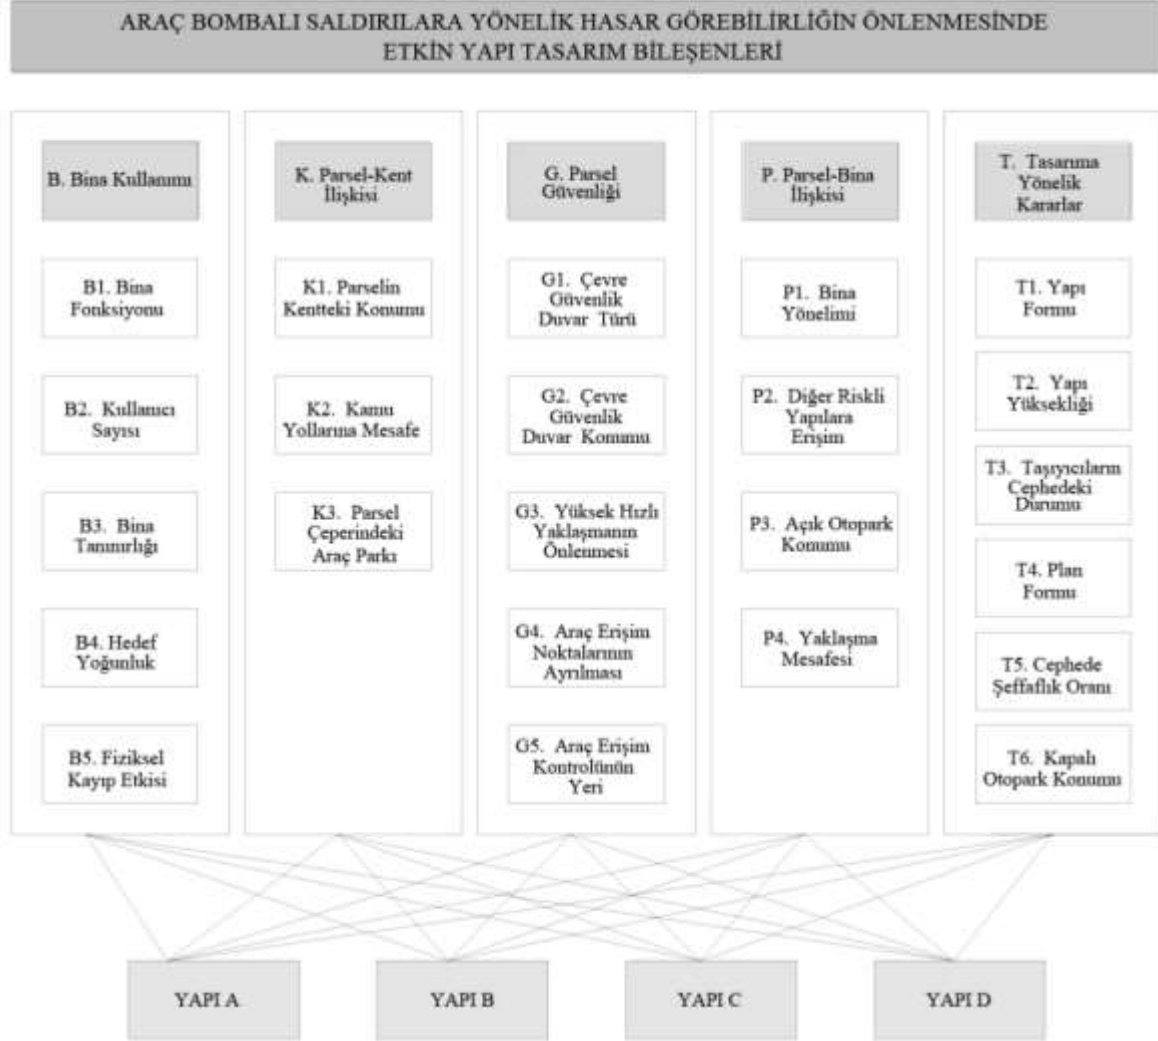 ARAÇ BOMBALI SALDIRILARA YÖNELİK HASAR GÖREBİLİRLİĞİN ÖNLENMESİNDE
ETKİN YAPI TASARIM BİLEŞENLERİ
B. Bina Kullanımı
B1. Bina
Fonksiyonu
B2. Kullanıcı
Sayısı
B3. Bina
Tanınırlığı
B4. Hedef
Yoğunluk
B5. Fiziksel
Kayıp Etkisi
K. Parsel-Kent
İlişkisi
K1. Parselin
Kentteki Konumu
K2. Kamu
Yollarına Mesafe
K3. Parsel
Çeperindeki
Araç Parkı
G. Parsel
Güvenliği
G1. Çevre
Güvenlik
Duvar Türü
G2. Çevre
Güvenlik
Duvar Konumu
G3. Yüksek Hızlı
Yaklaşmanın
Önlenmesi
G4. Araç Erişim
Noktalarının
Ayrılması
G5. Araç Erişim
Kontrolünün
Yeri
P. Parsel-Bina
İlişkisi
P1. Bina
Yönelimi
P2. Diğer Riskli
Yapılara
Erişim
P3. Açık Otopark
Konumu
P4. Yaklaşma
Mesafesi
T. Tasarıma
Yönelik
Kararlar
T1. Yapı
Formu
T2. Yapı
Yüksekliği
T3. Taşıyıcıların
Cephedeki
Durumu
T4. Plan
Formu
T5. Cephede
Şeffaflık Oranı
T6. Kapalı
Otopark Konumu
YAPI A
YAPI B
YAPI C
YAPI D